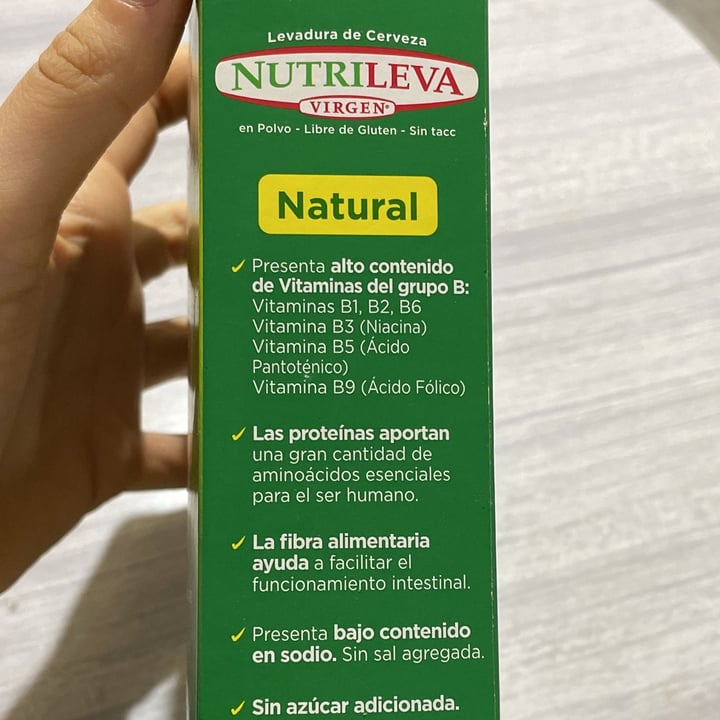 Levadura de Cerveza
NUTRILEVA
VIRGEN®
en Polvo - Libre de Gluten - Sin tacc
Natural
✓ Presenta alto contenido
de Vitaminas del grupo B:
Vitaminas B1, B2, B6
Vitamina B3 (Niacina)
Vitamina B5 (Ácido
Pantoténico)
Vitamina B9 (Ácido Fólico)
✓ Las proteínas aportan
una gran cantidad de
aminoácidos esenciales
para el ser humano.
✓ La fibra alimentaria
ayuda a facilitar el
funcionamiento intestinal.
✓ Presenta bajo contenido
en sodio. Sin sal agregada.
✓ Sin azúcar adicionada.